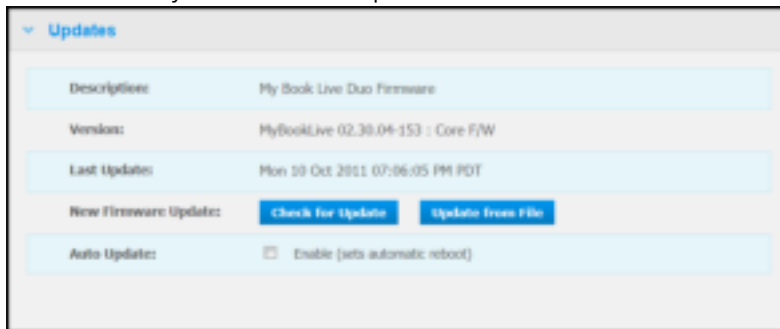 Updates
Description: My Book Live Duo Firmware
Version: MyBookLive 02.30.04-153 : Core F/W
Last Update: Mon 10 Oct 2011 07:06:05 PM PDT
New Firmware Update: Check for Update Update from File
Auto Update: Enable (sets automatic reboot)